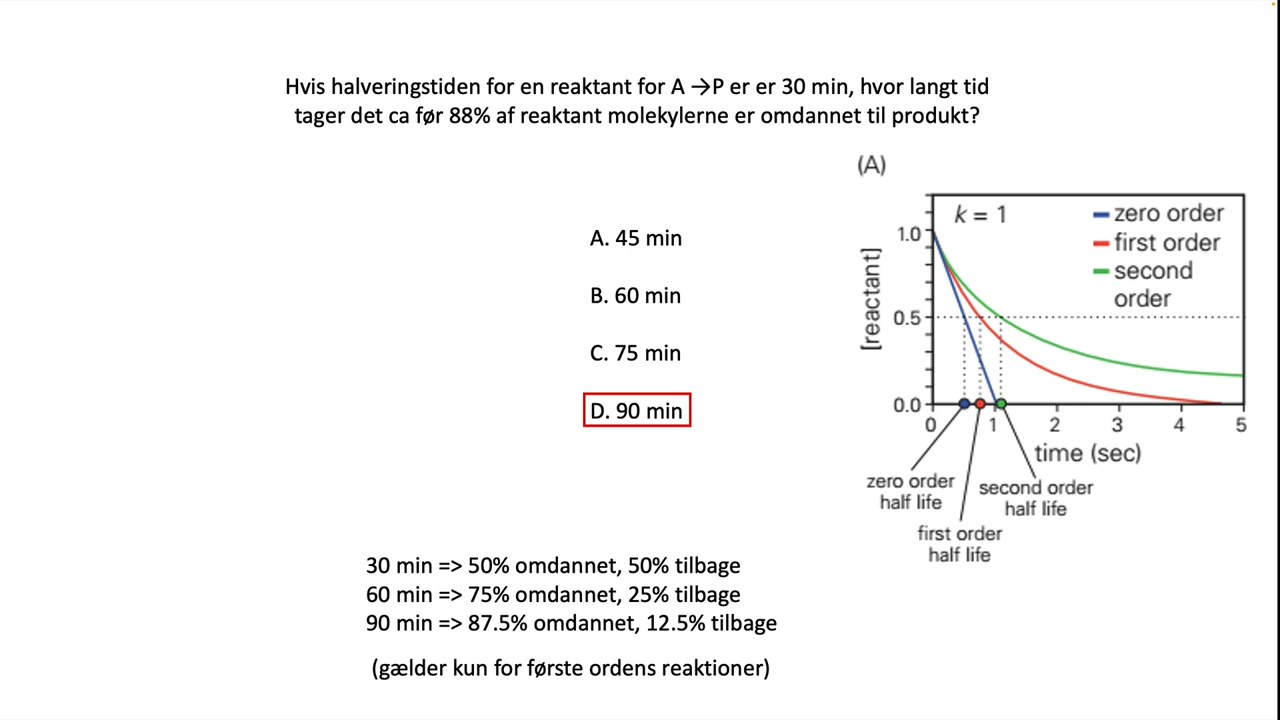 Hvis halveringstiden for en reaktant for A →P er er 30 min, hvor langt tid
tager det ca før 88% af reaktant molekylerne er omdannet til produkt?
A. 45 min
B. 60 min
C. 75 min
D. 90 min
(A)
k = 1
zero order
first order
second
order
[reactant]
1.0
0.5
0.0
0 1 2 3 4 5
time (sec)
zero order
half life
second order
half life
first order
half life
30 min => 50% omdannet, 50% tilbage
60 min => 75% omdannet, 25% tilbage
90 min => 87.5% omdannet, 12.5% tilbage
(gælder kun for første ordens reaktioner)